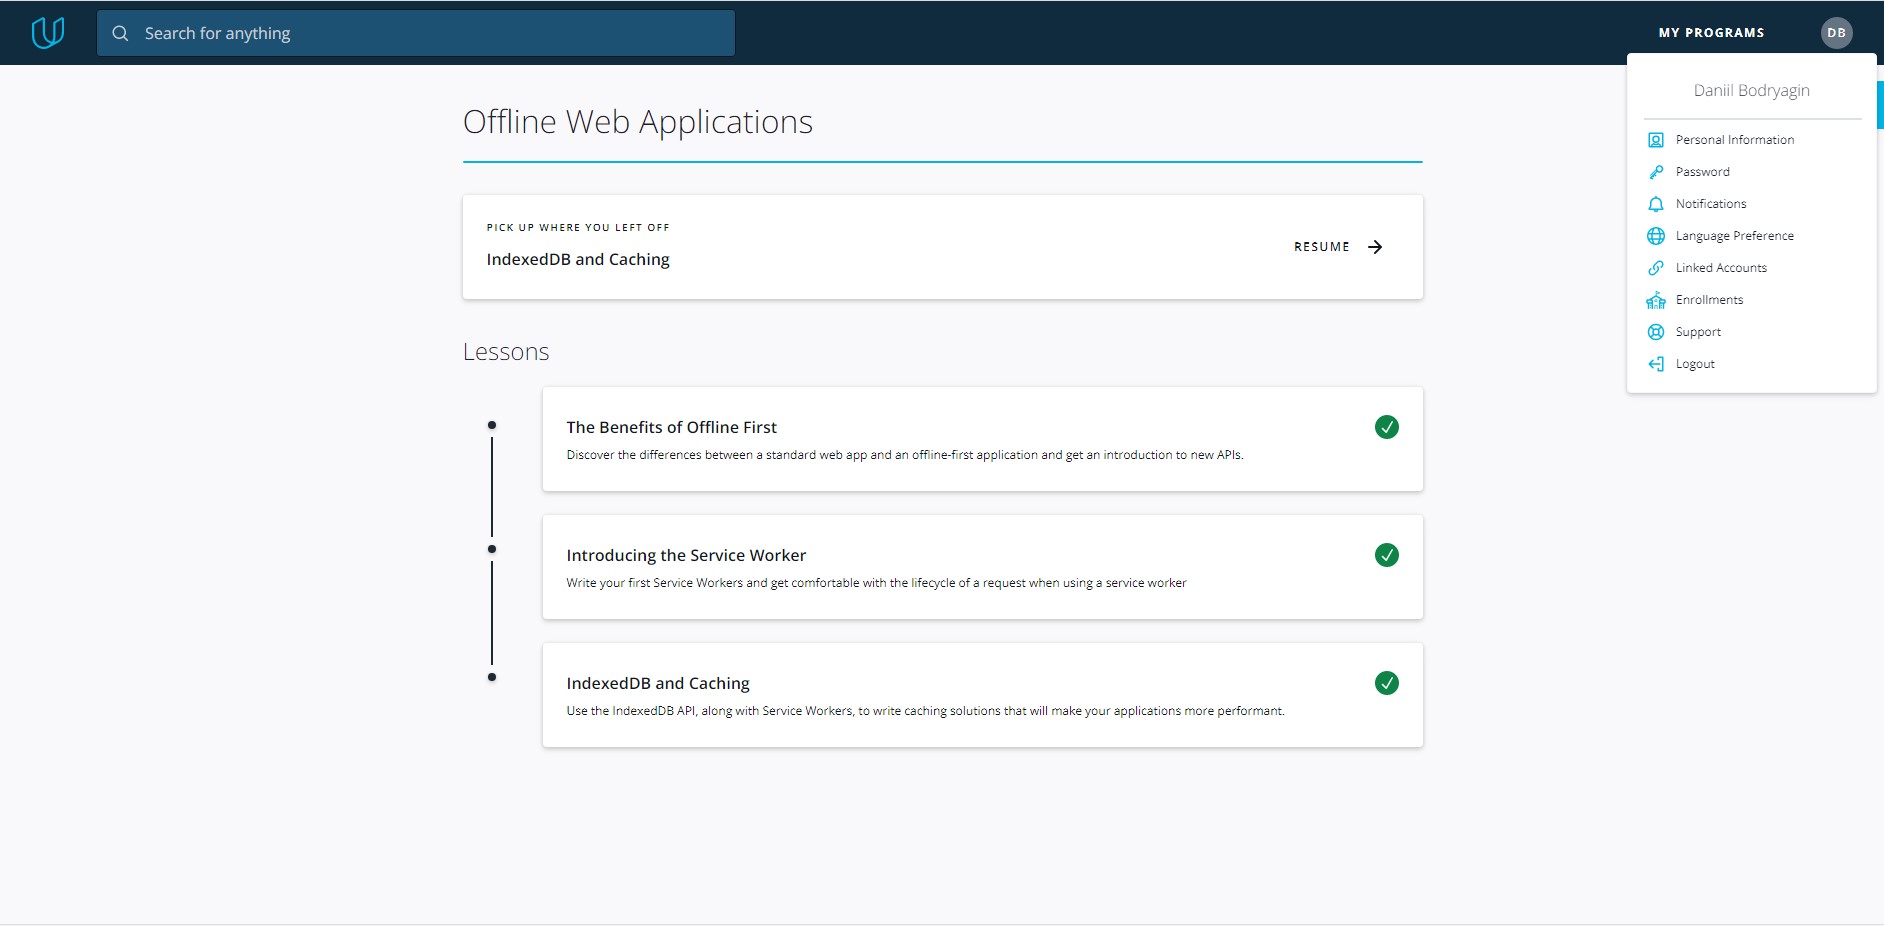 Search for anything
MY PROGRAMS
DB
Daniil Bodryagin
Personal Information
Password
Notifications
Language Preference
Linked Accounts
Enrollments
Support
Logout
Offline Web Applications
PICK UP WHERE YOU LEFT OFF
IndexedDB and Caching
RESUME
Lessons
The Benefits of Offline First
Discover the differences between a standard web app and an offline-first application and get an introduction to new APIs.
Introducing the Service Worker
Write your first Service Workers and get comfortable with the lifecycle of a request when using a service worker
IndexedDB and Caching
Use the IndexedDB API, along with Service Workers, to write caching solutions that will make your applications more performant.